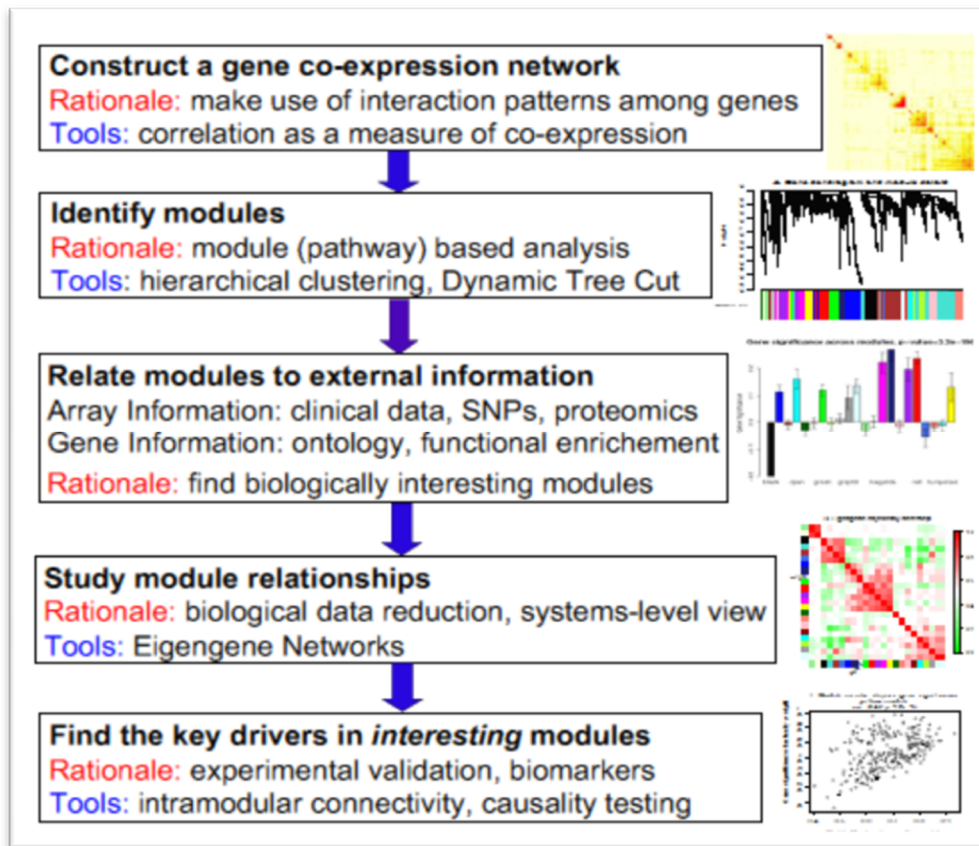 Construct a gene co-expression network
Rationale: make use of interaction patterns among genes
Tools: correlation as a measure of co-expression
Identify modules
Rationale: module (pathway) based analysis
Tools: hierarchical clustering, Dynamic Tree Cut
Relate modules to external information
Array Information: clinical data, SNPs, proteomics
Gene Information: ontology, functional enrichement
Rationale: find biologically interesting modules
Gene significance across modules,
Study module relationships
Rationale: biological data reduction, systems-level view
Tools: Eigengene Networks
Find the key drivers in interesting modules
Rationale: experimental validation, biomarkers
Tools: intramodular connectivity, causality testing